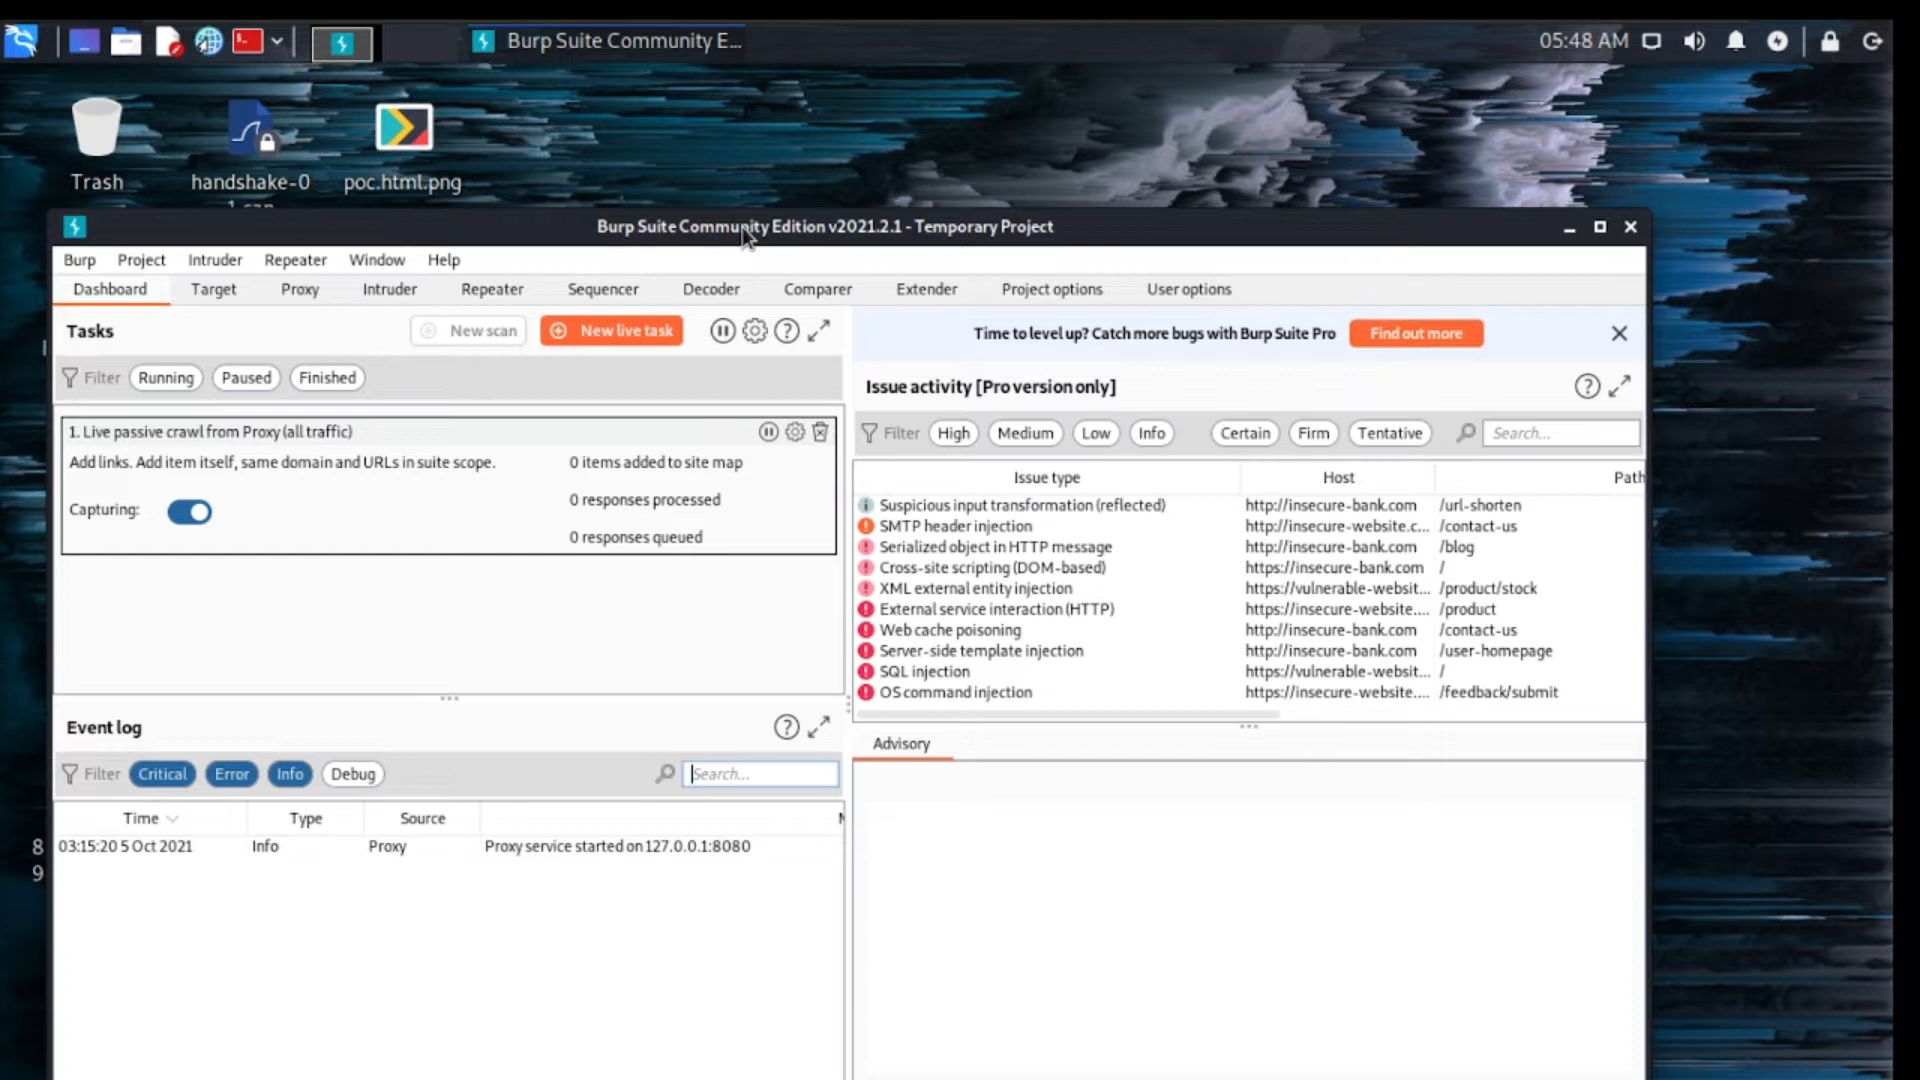 Burp Suite Community E...
05:48 AM
Trash
handshake-0
poc.html.png
Burp Suite Community Edition v2021.2.1 - Temporary Project
Burp Project Intruder Repeater Window Help
Dashboard Target Proxy Intruder Repeater Sequencer Decoder Comparer Extender Project options User options
Tasks
New scan
New live task
Filter Running Paused Finished
1. Live passive crawl from Proxy (all traffic)
Add links. Add item itself, same domain and URLs in suite scope.
0 items added to site map
0 responses processed
Capturing:
0 responses queued
Event log
Filter Critical Error Info Debug
Search...
Time Type Source
03:15:20 5 Oct 2021 Info Proxy Proxy service started on 127.0.0.1:8080
8
9
Time to level up? Catch more bugs with Burp Suite Pro
Find out more
Issue activity [Pro version only]
Filter High Medium Low Info Certain Firm Tentative
Search...
Issue type Host Path
Suspicious input transformation (reflected) http://insecure-bank.com /url-shorten
SMTP header injection http://insecure-website.c... /contact-us
Serialized object in HTTP message http://insecure-bank.com /blog
Cross-site scripting (DOM-based) https://insecure-bank.com /
XML external entity injection https://vulnerable-websit... /product/stock
External service interaction (HTTP) https://insecure-website.... /product
Web cache poisoning http://insecure-bank.com /contact-us
Server-side template injection http://insecure-bank.com /user-homepage
SQL injection https://vulnerable-websit... /
OS command injection https://insecure-website.... /feedback/submit
Advisory